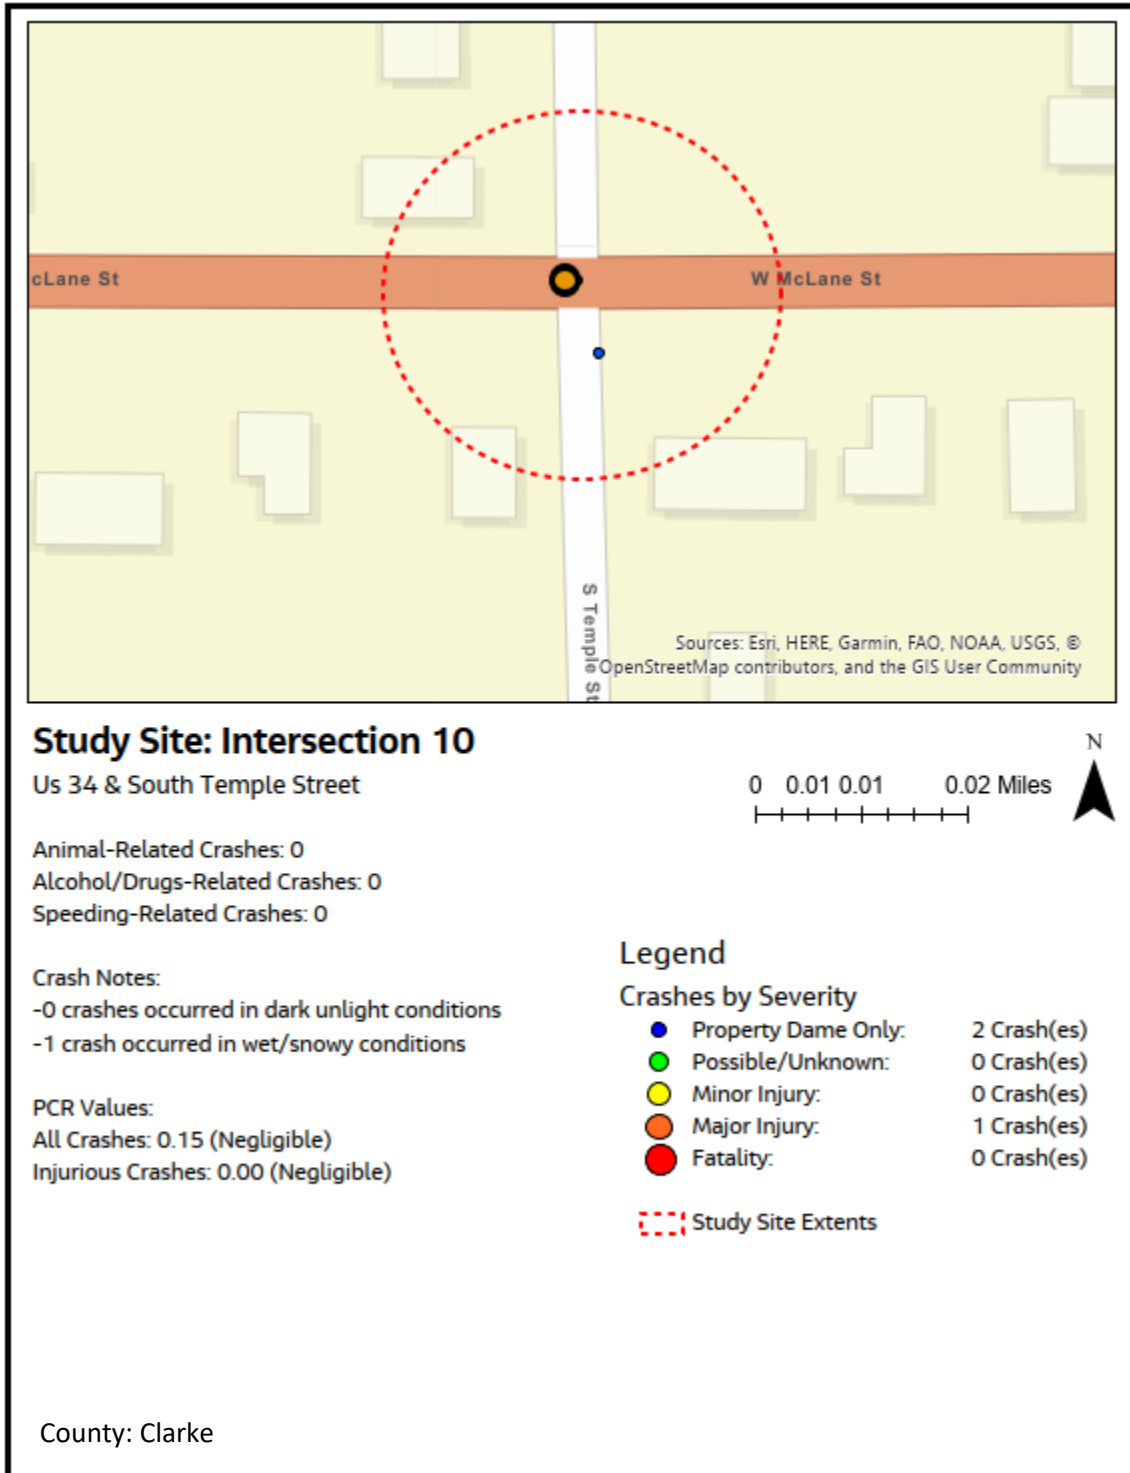 cLane St
W McLane St
S Temple St
Sources: Esri, HERE, Garmin, FAO, NOAA, USGS, ©
OpenStreetMap contributors, and the GIS User Community
Study Site: Intersection 10
Us 34 & South Temple Street
0 0.01 0.01 0.02 Miles
N
Animal-Related Crashes: 0
Alcohol/Drugs-Related Crashes: 0
Speeding-Related Crashes: 0
Crash Notes:
-0 crashes occurred in dark unlight conditions
-1 crash occurred in wet/snowy conditions
PCR Values:
All Crashes: 0.15 (Negligible)
Injurious Crashes: 0.00 (Negligible)
Legend
Crashes by Severity
Property Dame Only: 2 Crash(es)
Possible/Unknown: 0 Crash(es)
Minor Injury: 0 Crash(es)
Major Injury: 1 Crash(es)
Fatality: 0 Crash(es)
Study Site Extents
County: Clarke